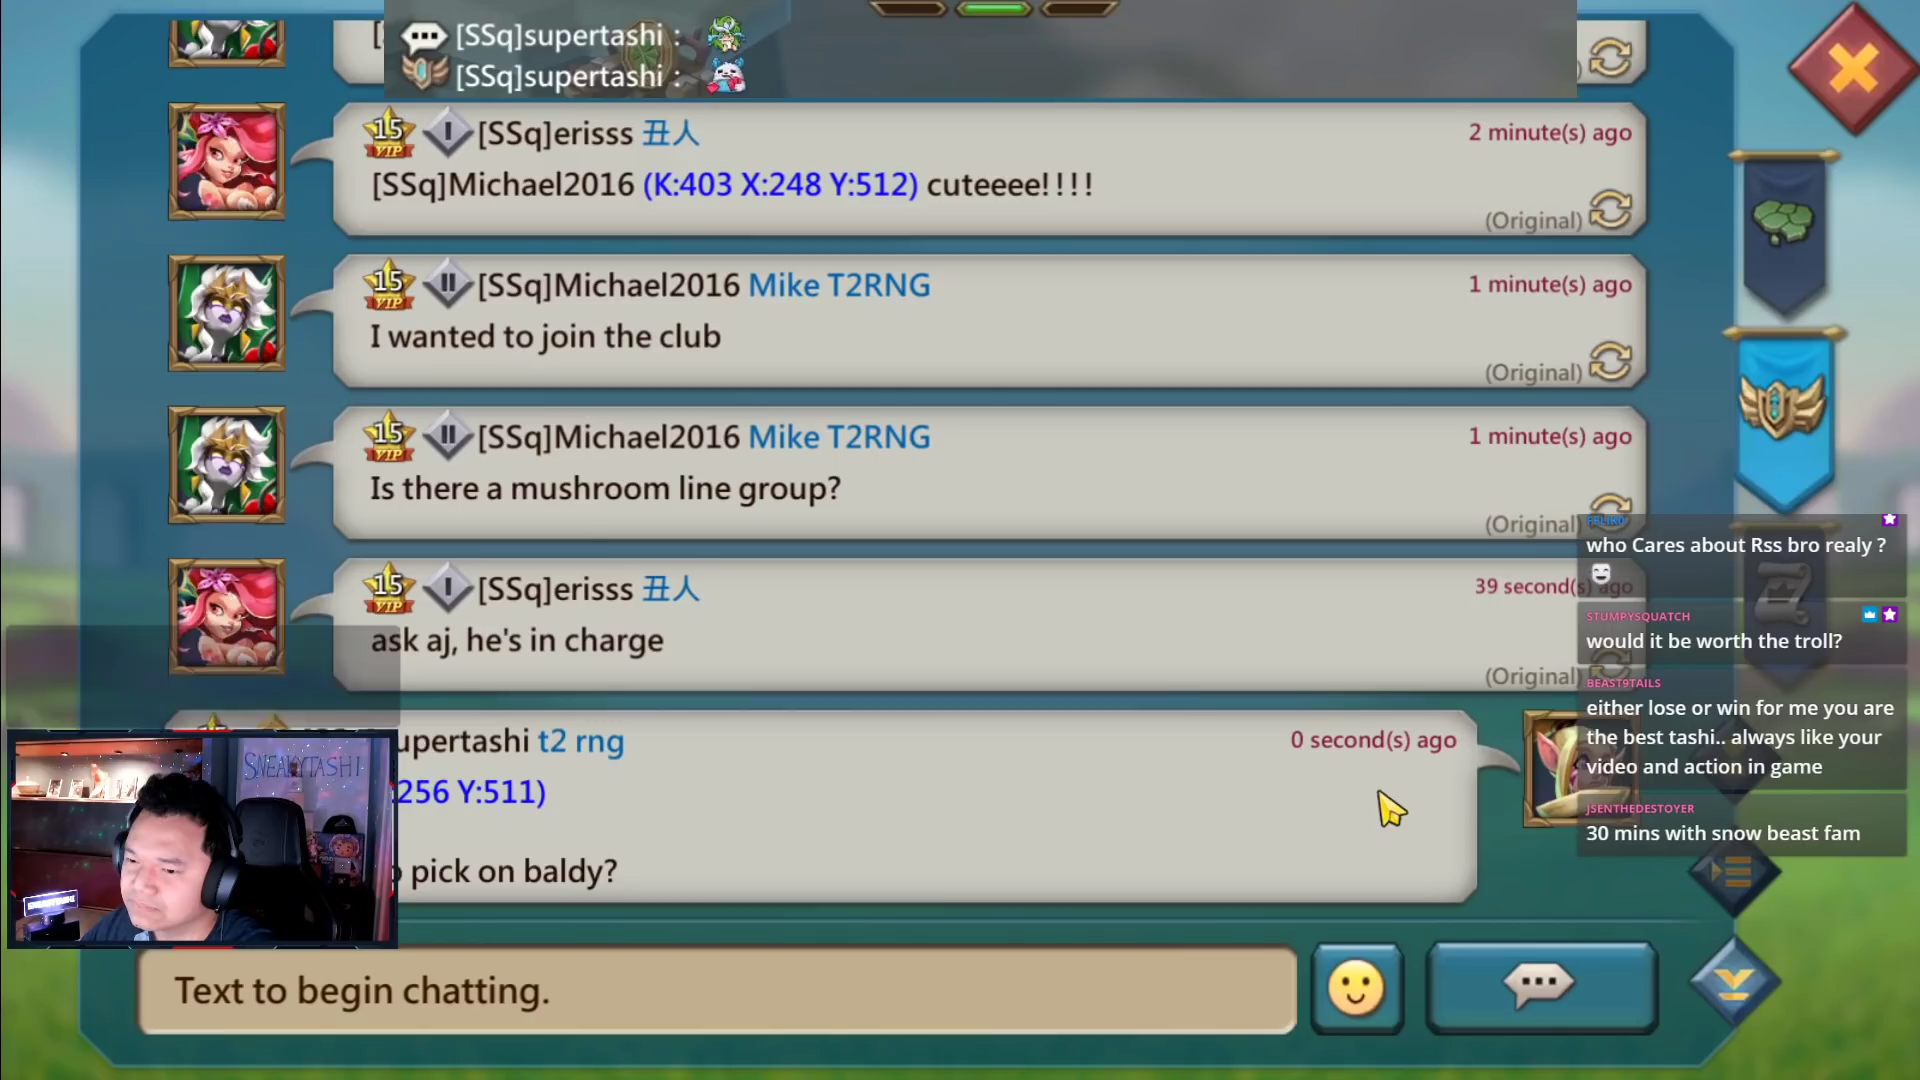 [SSq]supertashi :
[SSq]supertashi :
15 VIP I [SSq]erisss 丑人
2 minute(s) ago
[SSq]Michael2016 (K:403 X:248 Y:512) cuteeee!!!!
(Original)
15 VIP II [SSq]Michael2016 Mike T2RNG
1 minute(s) ago
I wanted to join the club
(Original)
15 VIP II [SSq]Michael2016 Mike T2RNG
1 minute(s) ago
Is there a mushroom line group?
(Original)
15 VIP I [SSq]erisss 丑人
39 second(s) ago
ask aj, he's in charge
(Original)
upertashi t2 rng
0 second(s) ago
256 Y:511)
pick on baldy?
Text to begin chatting.
who Cares about Rss bro realy ?
STUMPYSQUATCH
would it be worth the troll?
BEAST9TAILS
either lose or win for me you are
the best tashi.. always like your
video and action in game
JSENTHEDESTOYER
30 mins with snow beast fam
SNEAKYTASHI